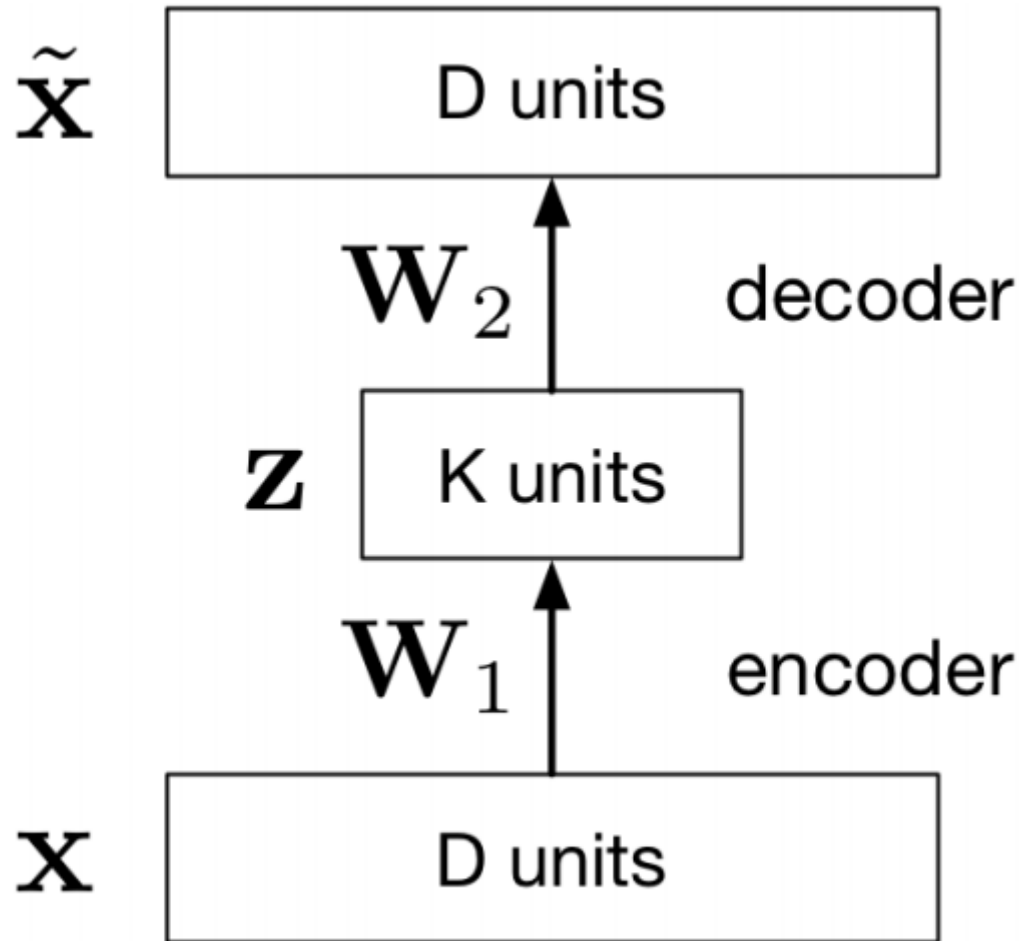 x̃ D units
W₂ decoder
z K units
W₁ encoder
x D units